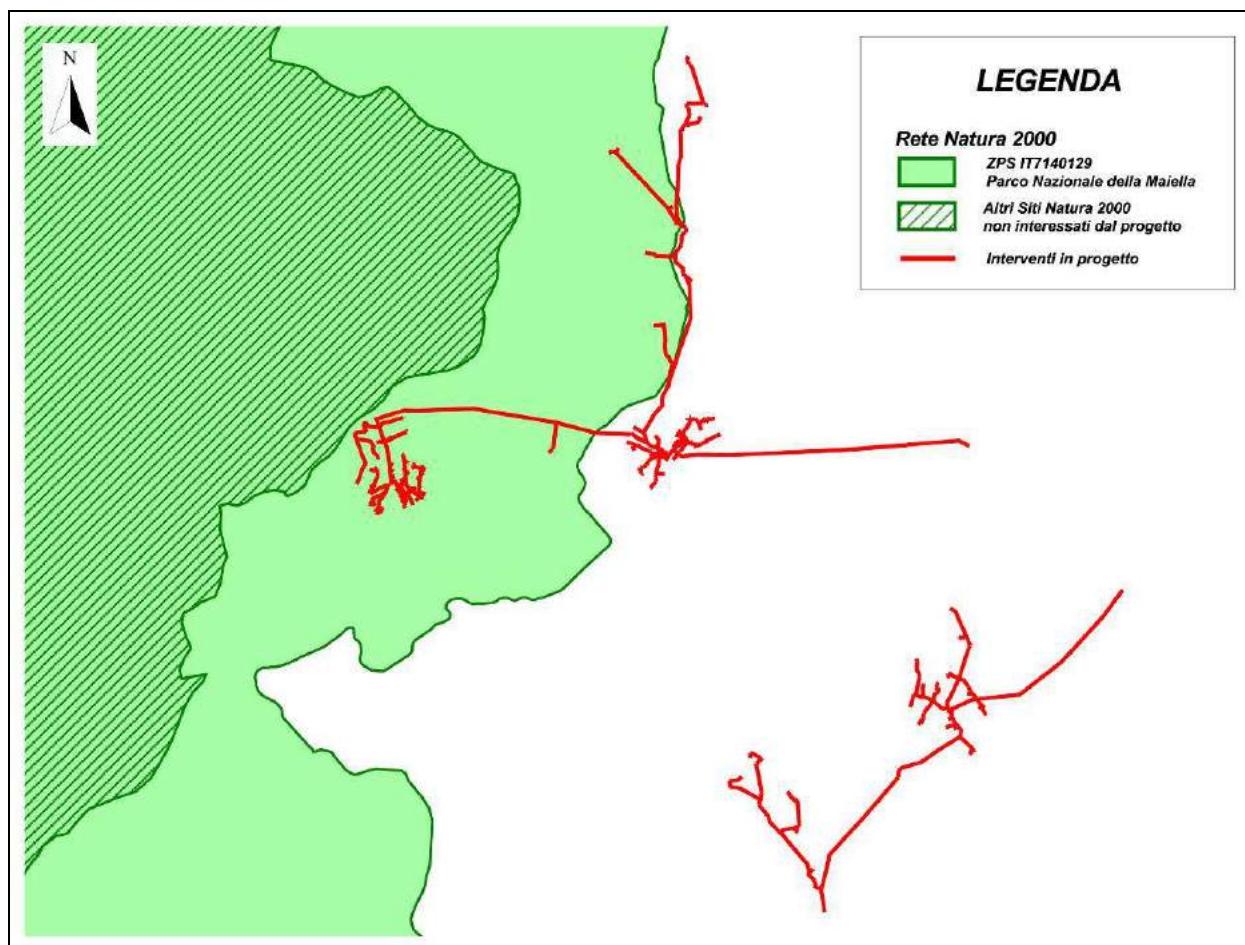 N
LEGENDA
Rete Natura 2000
ZPS IT7140129
Parco Nazionale della Maiella
Altri Siti Natura 2000
non interessati dal progetto
Interventi in progetto